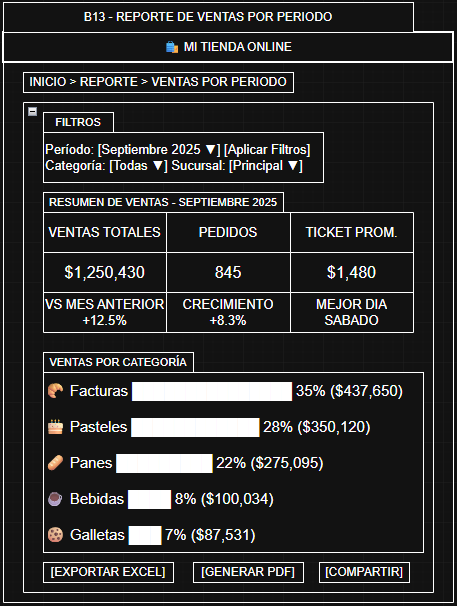 B13 - REPORTE DE VENTAS POR PERIODO
🛍️ MI TIENDA ONLINE
INICIO > REPORTE > VENTAS POR PERIODO
FILTROS
Período: [Septiembre 2025 ▼] [Aplicar Filtros]
Categoría: [Todas ▼] Sucursal: [Principal ▼]
RESUMEN DE VENTAS - SEPTIEMBRE 2025
VENTAS TOTALES PEDIDOS TICKET PROM.
$1,250,430 845 $1,480
VS MES ANTERIOR CRECIMIENTO MEJOR DIA
+12.5% +8.3% SABADO
VENTAS POR CATEGORÍA
🥐 Facturas 35% ($437,650)
🎂 Pasteles 28% ($350,120)
🥖 Panes 22% ($275,095)
☕ Bebidas 8% ($100,034)
🍪 Galletas 7% ($87,531)
[EXPORTAR EXCEL] [GENERAR PDF] [COMPARTIR]